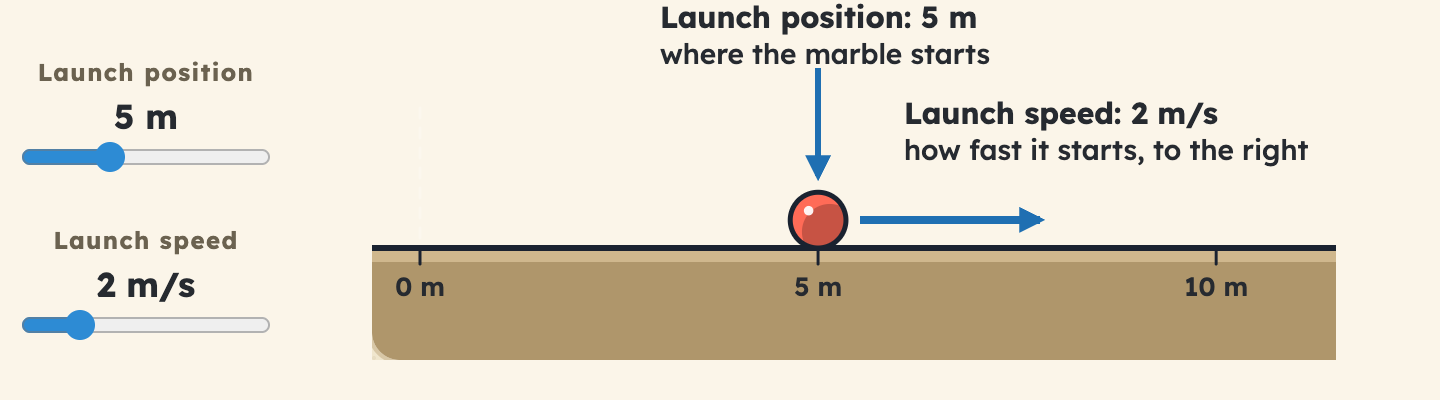 Launch position: 5 m
where the marble starts
Launch position
5 m
Launch speed: 2 m/s
how fast it starts, to the right
Launch speed
2 m/s
0 m
5 m
10 m